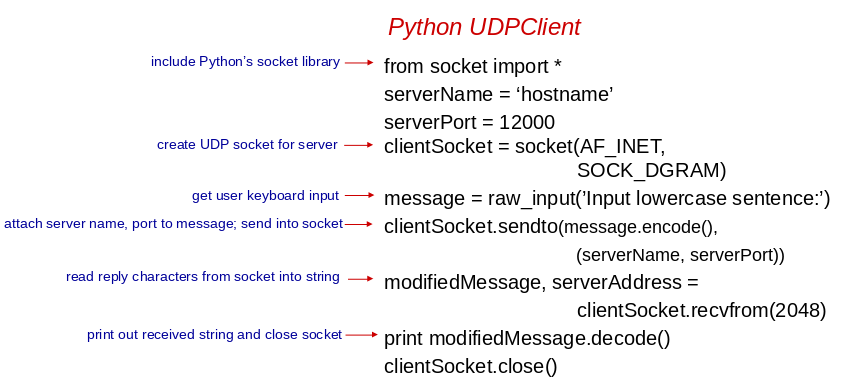 Python UDPClient
include Python’s socket library
from socket import *
serverName = ‘hostname’
serverPort = 12000
create UDP socket for server
clientSocket = socket(AF_INET,
SOCK_DGRAM)
get user keyboard input
message = raw_input(’Input lowercase sentence:’)
attach server name, port to message; send into socket
clientSocket.sendto(message.encode(),
(serverName, serverPort))
read reply characters from socket into string
modifiedMessage, serverAddress =
clientSocket.recvfrom(2048)
print out received string and close socket
print modifiedMessage.decode()
clientSocket.close()